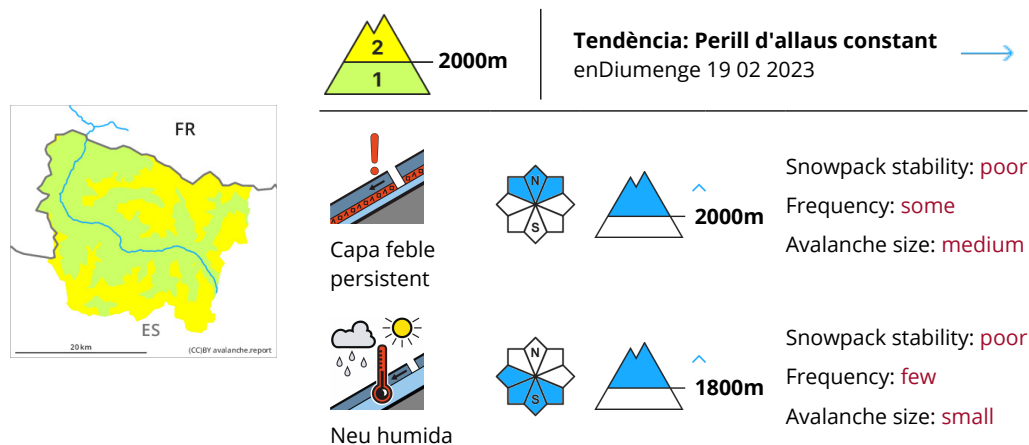 2
1
2000m
Tendència: Perill d'allaus constant
enDiumenge 19 02 2023
FR
ES
20 km
(CC)BY avalanche.report
N
S
2000m
Capa feble
persistent
Snowpack stability: poor
Frequency: some
Avalanche size: medium
N
S
1800m
Neu humida
Snowpack stability: poor
Frequency: few
Avalanche size: small